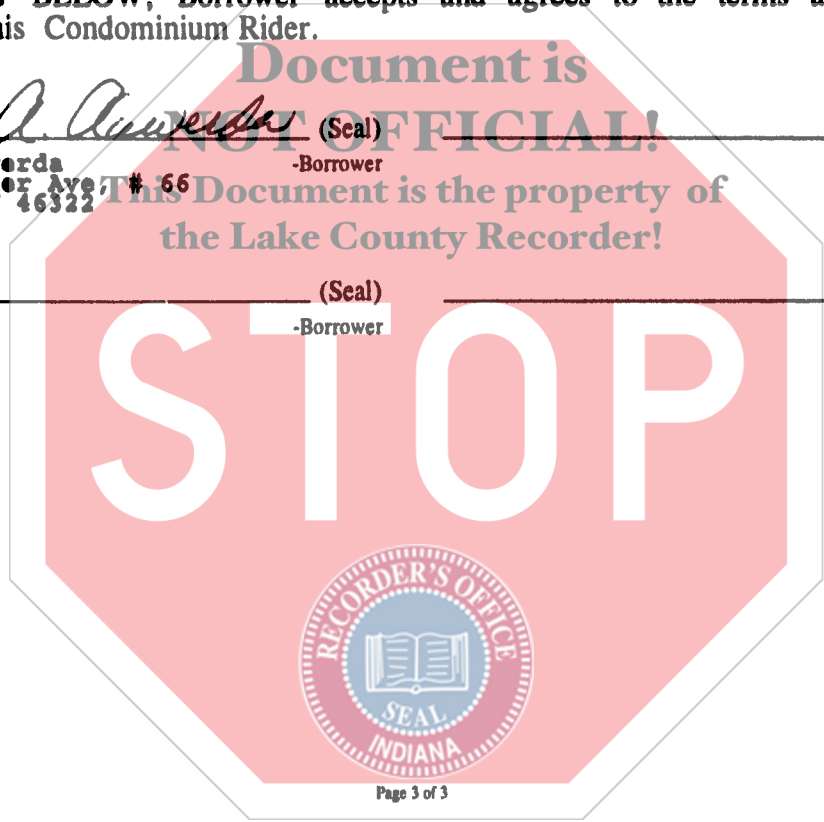 BELOW, Borrower accepts and agrees to the terms
Condominium Rider.
Document is
NOT OFFICIAL!
(Seal)
-Borrower
erda
er Ave, # 66
46322
This Document is the property of
the Lake County Recorder!
(Seal)
-Borrower
STOP
RECORDER'S OFFICE
SEAL
INDIANA
Page 3 of 3